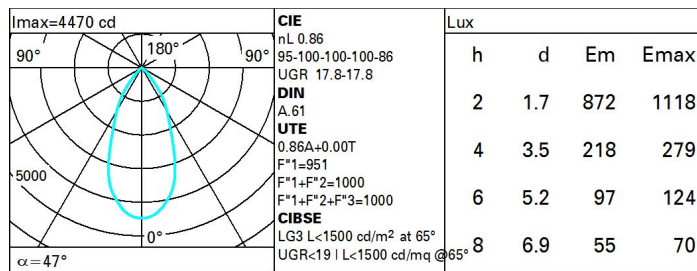 Imax=4470 cd
90° 180° 90°
5000
0°
α=47°
CIE
nL 0.86
95-100-100-100-86
UGR 17.8-17.8
DIN
A.61
UTE
0.86A+0.00T
F"1=951
F"1+F"2=1000
F"1+F"2+F"3=1000
CIBSE
LG3 L<1500 cd/m² at 65°
UGR<19 | L<1500 cd/mq @65°
Lux
h d Em Emax
2 1.7 872 1118
4 3.5 218 279
6 5.2 97 124
8 6.9 55 70